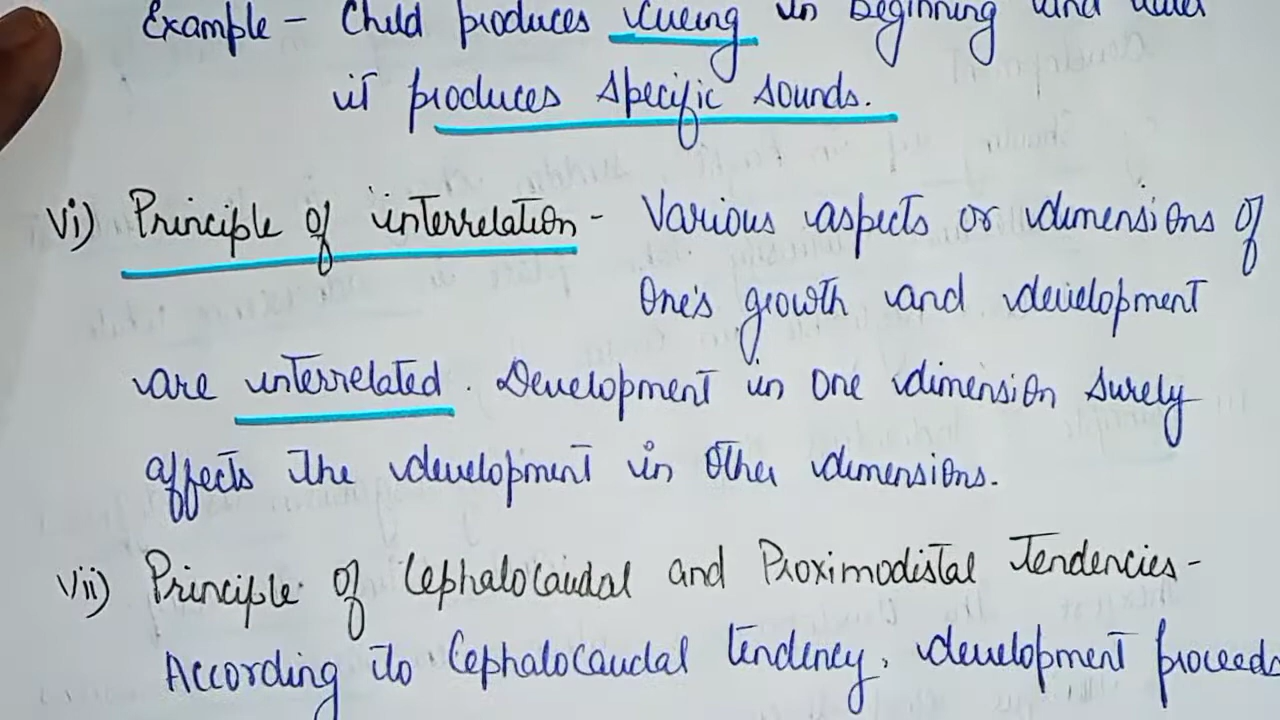 Example - Child produces crying in beginning and
it produces specific sounds.
vi) Principle of interrelation - Various aspects or dimensions of
One's growth and development
are interrelated. Development in one dimension surely
affects the development in other dimensions.
vii) Principle of Cephalocaudal and Proximodistal Tendencies -
According to Cephalocaudal tendency, development proceeds